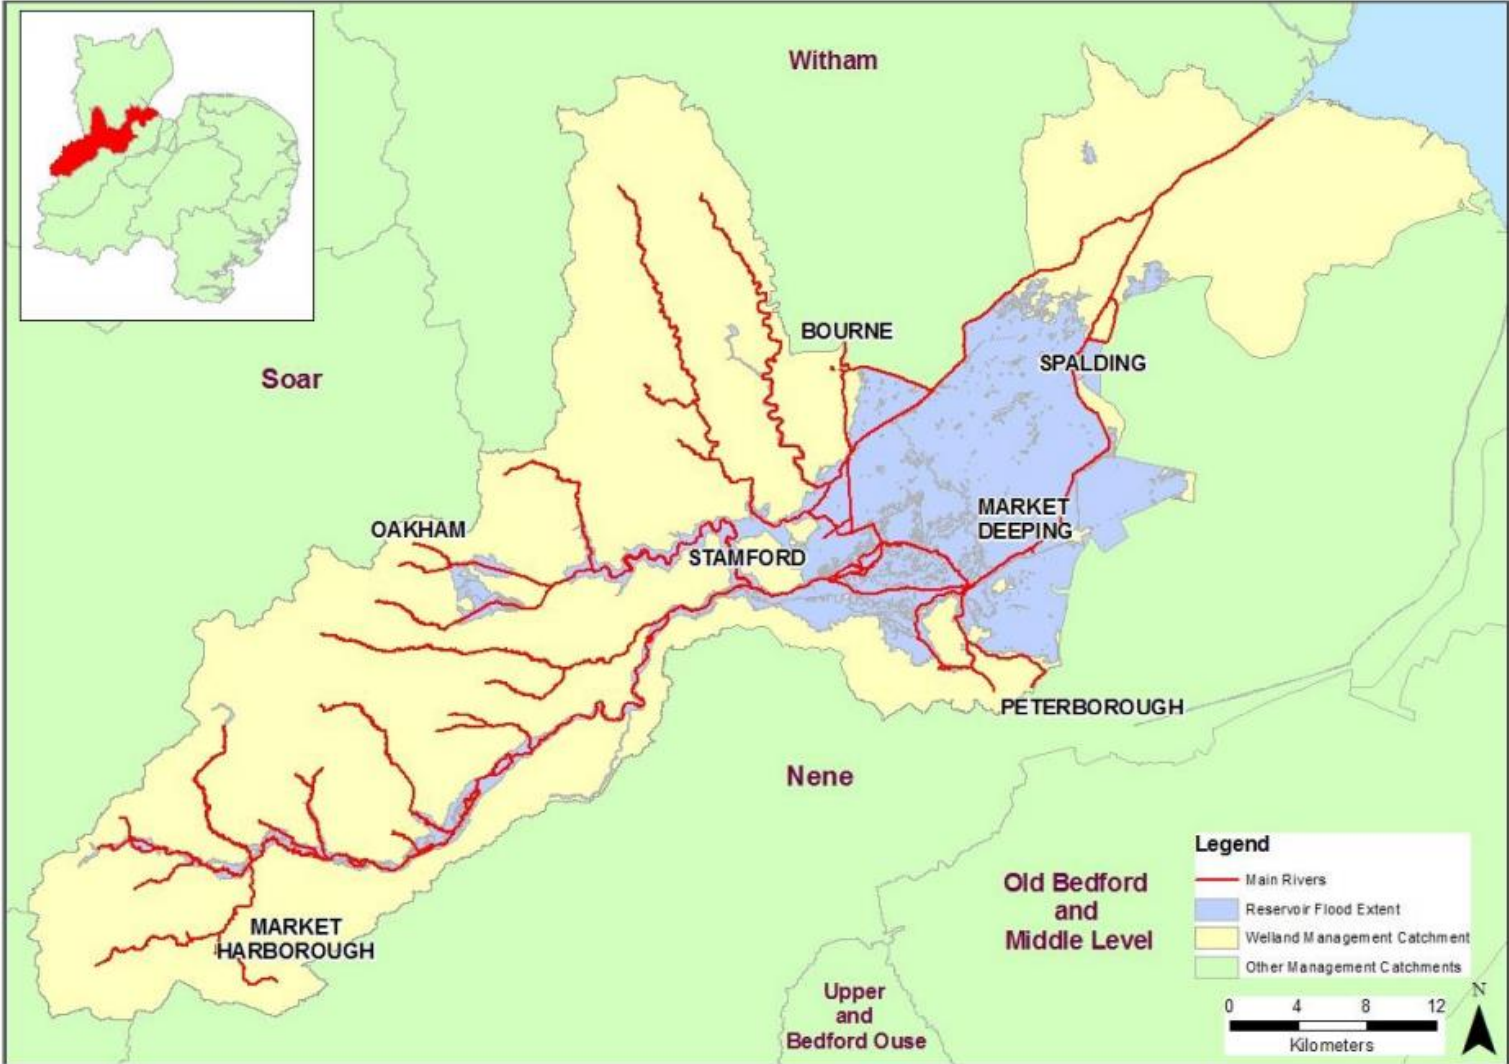 Witham
BOURNE
SPALDING
Soar
MARKET
DEEPING
OAKHAM
STAMFORD
PETERBOROUGH
Nene
MARKET
HARBOROUGH
Old Bedford
and
Middle Level
Upper
and
Bedford Ouse
Legend
Main Rivers
Reservoir Flood Extent
Welland Management Catchment
Other Management Catchments
0 4 8 12
Kilometers
N